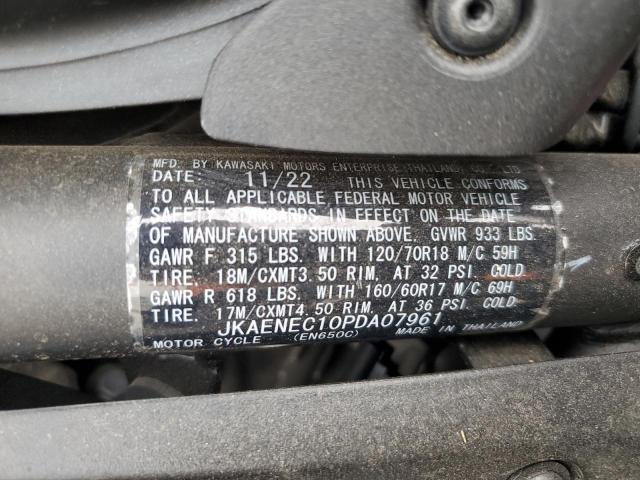 MFD. BY KAWASAKI MOTORS ENTERPRISE (THAILAND) CO., LTD.
DATE: 11/22 THIS VEHICLE CONFORMS
TO ALL APPLICABLE FEDERAL MOTOR VEHICLE
SAFETY STANDARDS IN EFFECT ON THE DATE
OF MANUFACTURE SHOWN ABOVE. GVWR 933 LBS.
GAWR F 315 LBS. WITH 120/70R18 M/C 59H
TIRE. 18M/CXMT3.50 RIM, AT 32 PSI. COLD
GAWR R 618 LBS. WITH 160/60R17 M/C 69H
TIRE. 17M/CXMT4.50 RIM, AT 36 PSI. COLD
JKAENEC10PDA07961
MOTOR CYCLE (EN650C) MADE IN THAILAND